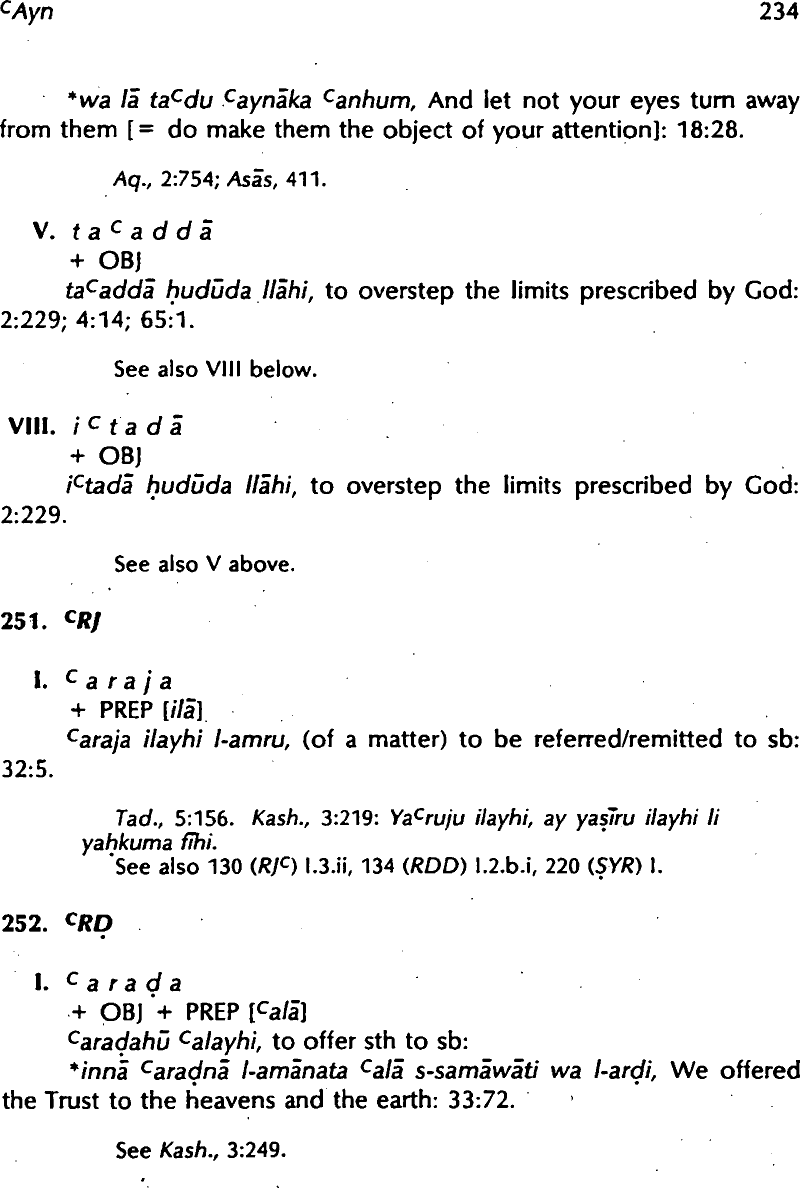 ᶜAyn 234
*wa lā taᶜdu ᶜaynāka ᶜanhum, And let not your eyes turn away
from them [= do make them the object of your attention]: 18:28.
Aq., 2:754; Asās, 411.
V. t a ᶜ a d d ā
+ OBJ
taᶜaddā ḥudūda llāhi, to overstep the limits prescribed by God:
2:229; 4:14; 65:1.
See also VIII below.
VIII. i ᶜ t a d ā
+ OBJ
iᶜtadā ḥudūda llāhi, to overstep the limits prescribed by God:
2:229.
See also V above.
251. ᶜRJ
I. ᶜ a r a j a
+ PREP [ilā]
ᶜaraja ilayhi l-amru, (of a matter) to be referred/remitted to sb:
32:5.
Tad., 5:156. Kash., 3:219: Yaᶜruju ilayhi, ay yaṣīru ilayhi li
yaḥkuma fīhi.
See also 130 (RJᶜ) I.3.ii, 134 (RDD) I.2.b.i, 220 (ṢYR) I.
252. ᶜRḌ
I. ᶜ a r a ḍ a
+ OBJ + PREP [ᶜalā]
ᶜaraḍahū ᶜalayhi, to offer sth to sb:
*innā ᶜaraḍnā l-amānata ᶜalā s-samāwāti wa l-arḍi, We offered
the Trust to the heavens and the earth: 33:72.
See Kash., 3:249.